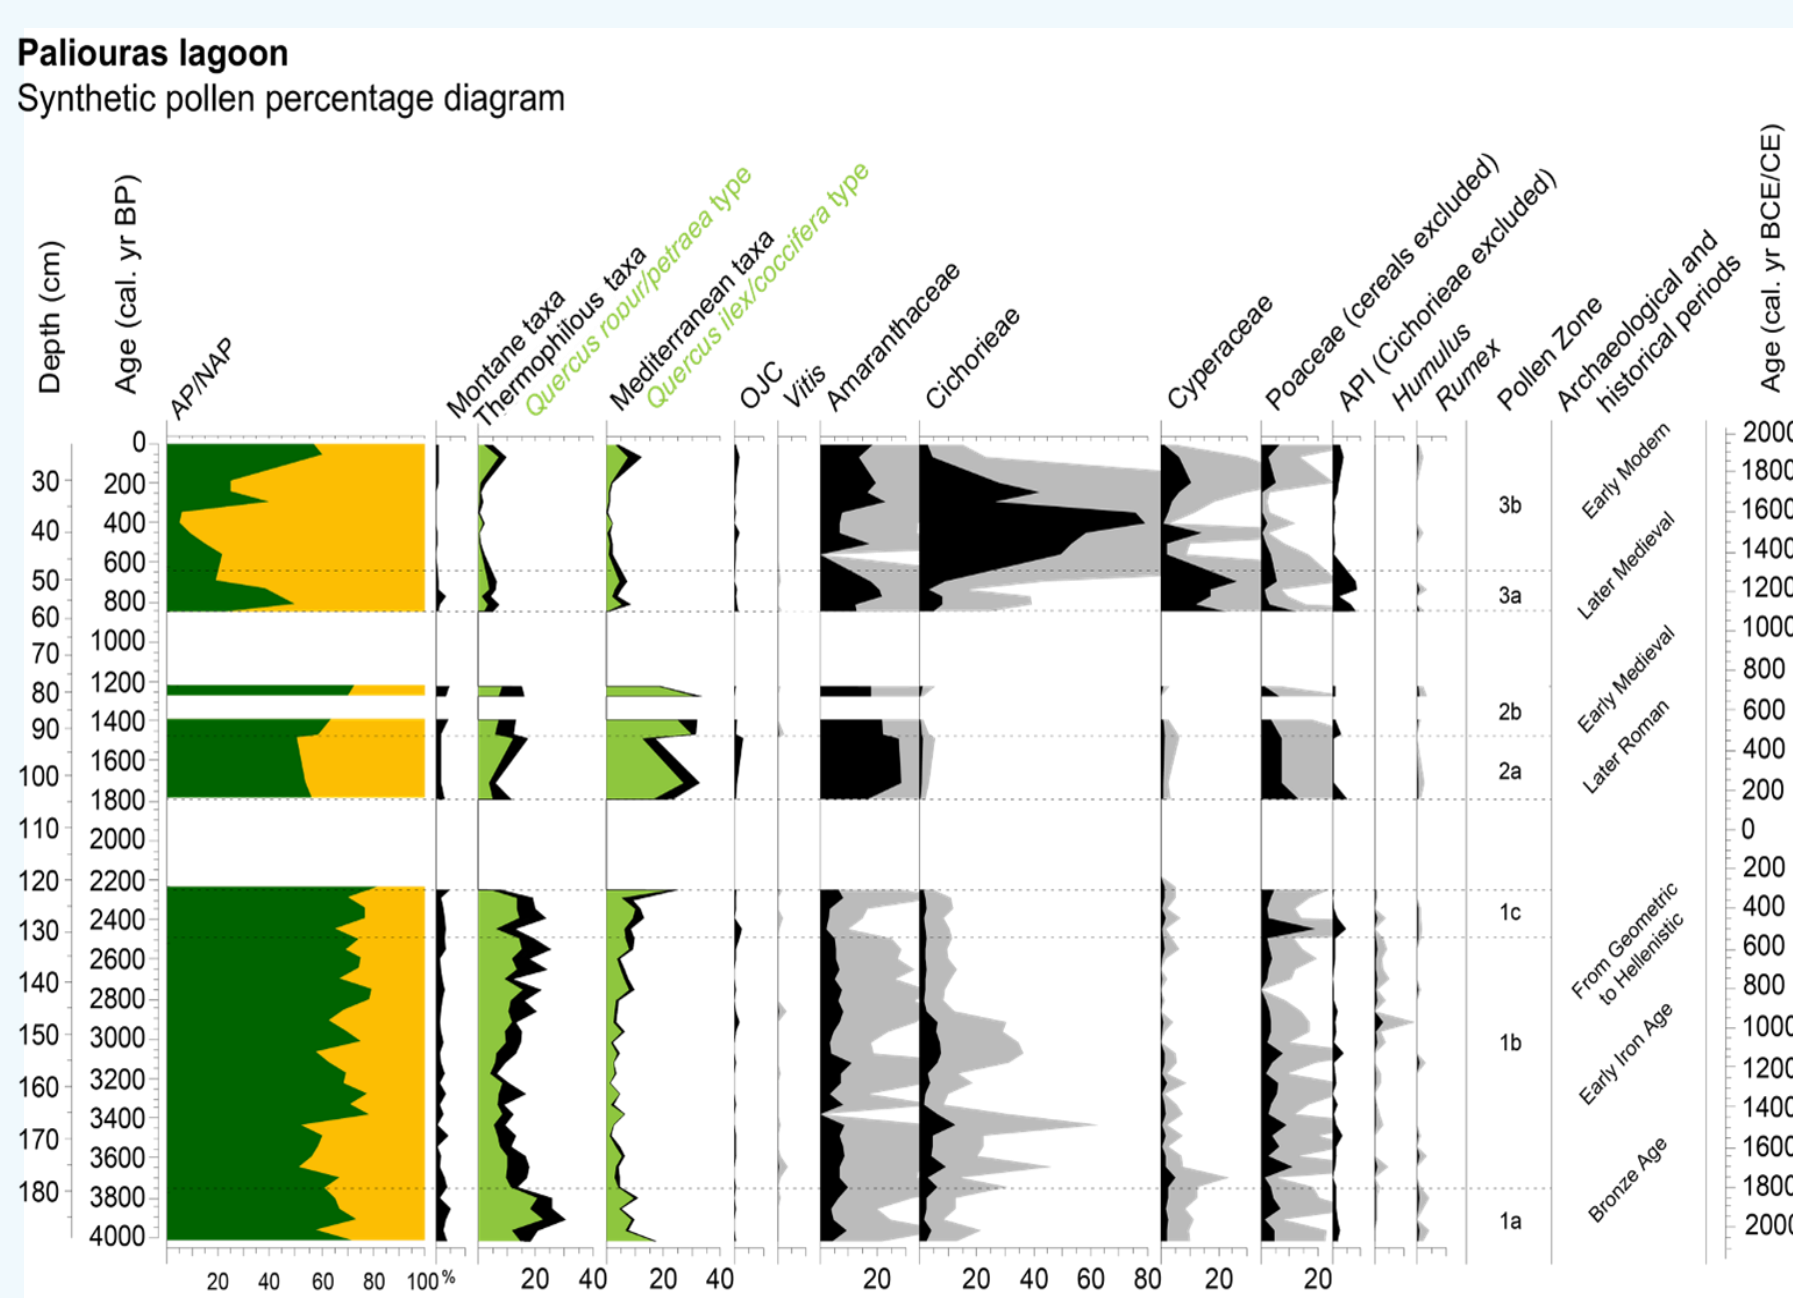 Paliouras lagoon
Synthetic pollen percentage diagram
Depth (cm)
Age (cal. yr BP)
AP/NAP
Montane taxa
Thermophilous taxa
Quercus robur/petraea type
Mediterranean taxa
Quercus ilex/coccifera type
OJC
Vitis
Amaranthaceae
Cichorieae
Cyperaceae
Poaceae (cereals excluded)
API (Cichorieae excluded)
Humulus
Rumex
Pollen Zone
Archaeological and
historical periods
Age (cal. yr BCE/CE)
30
40
50
60
70
80
90
100
110
120
130
140
150
160
170
180
0
200
400
600
800
1000
1200
1400
1600
1800
2000
2200
2400
2600
2800
3000
3200
3400
3600
3800
4000
3b
3a
2b
2a
1c
1b
1a
Early Modern
Later Medieval
Early Medieval
Later Roman
From Geometric
to Hellenistic
Early Iron Age
Bronze Age
2000
1800
1600
1400
1200
1000
800
600
400
200
0
200
400
600
800
1000
1200
1400
1600
1800
2000
20 40 60 80 100 % 20 40 20 40 20 20 40 60 80 20 20